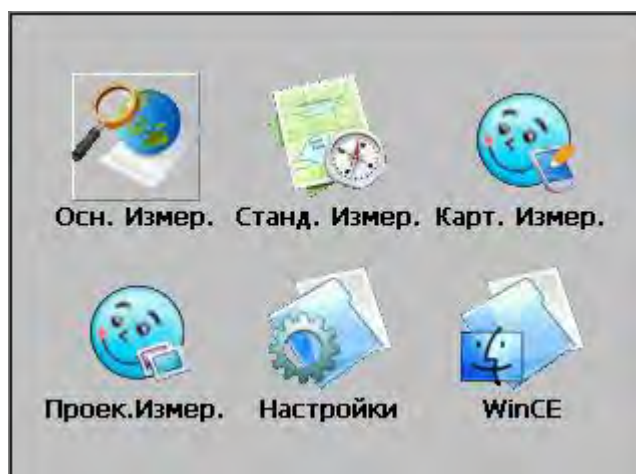 Осн. Измер. Станд. Измер. Карт. Измер.
Проек.Измер. Настройки WinCE